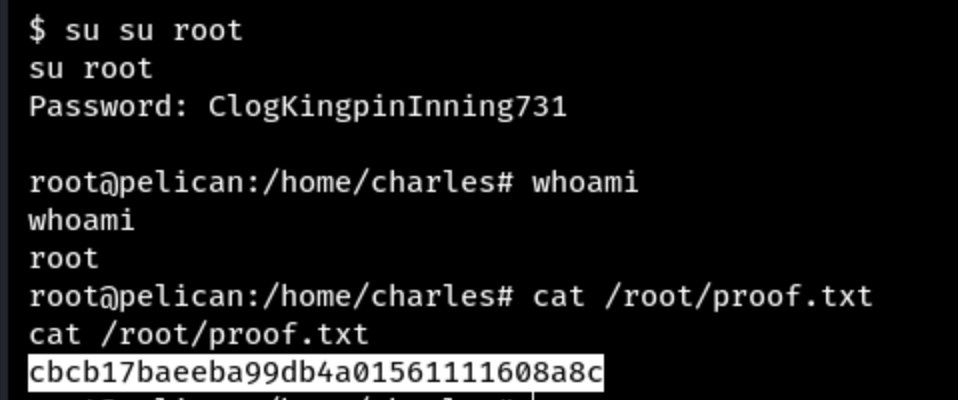 $ su su root
su root
Password: ClogKingpinInning731
root@pelican:/home/charles# whoami
whoami
root
root@pelican:/home/charles# cat /root/proof.txt
cat /root/proof.txt
cbcb17baeeba99db4a01561111608a8c